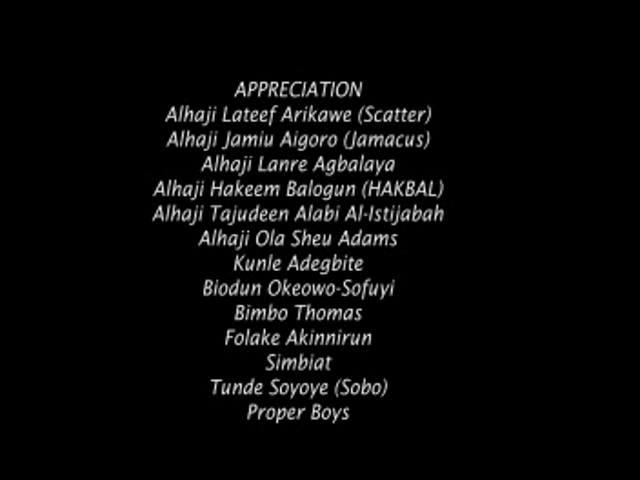 APPRECIATION
Alhaji Lateef Arikawe (Scatter)
Alhaji Jamiu Aigoro (Jamacus)
Alhaji Lanre Agbalaya
Alhaji Hakeem Balogun (HAKBAL)
Alhaji Tajudeen Alabi Al-Istijabah
Alhaji Ola Sheu Adams
Kunle Adegbite
Biodun Okeowo-Sofuyi
Bimbo Thomas
Folake Akinnirun
Simbiat
Tunde Soyoye (Sobo)
Proper Boys